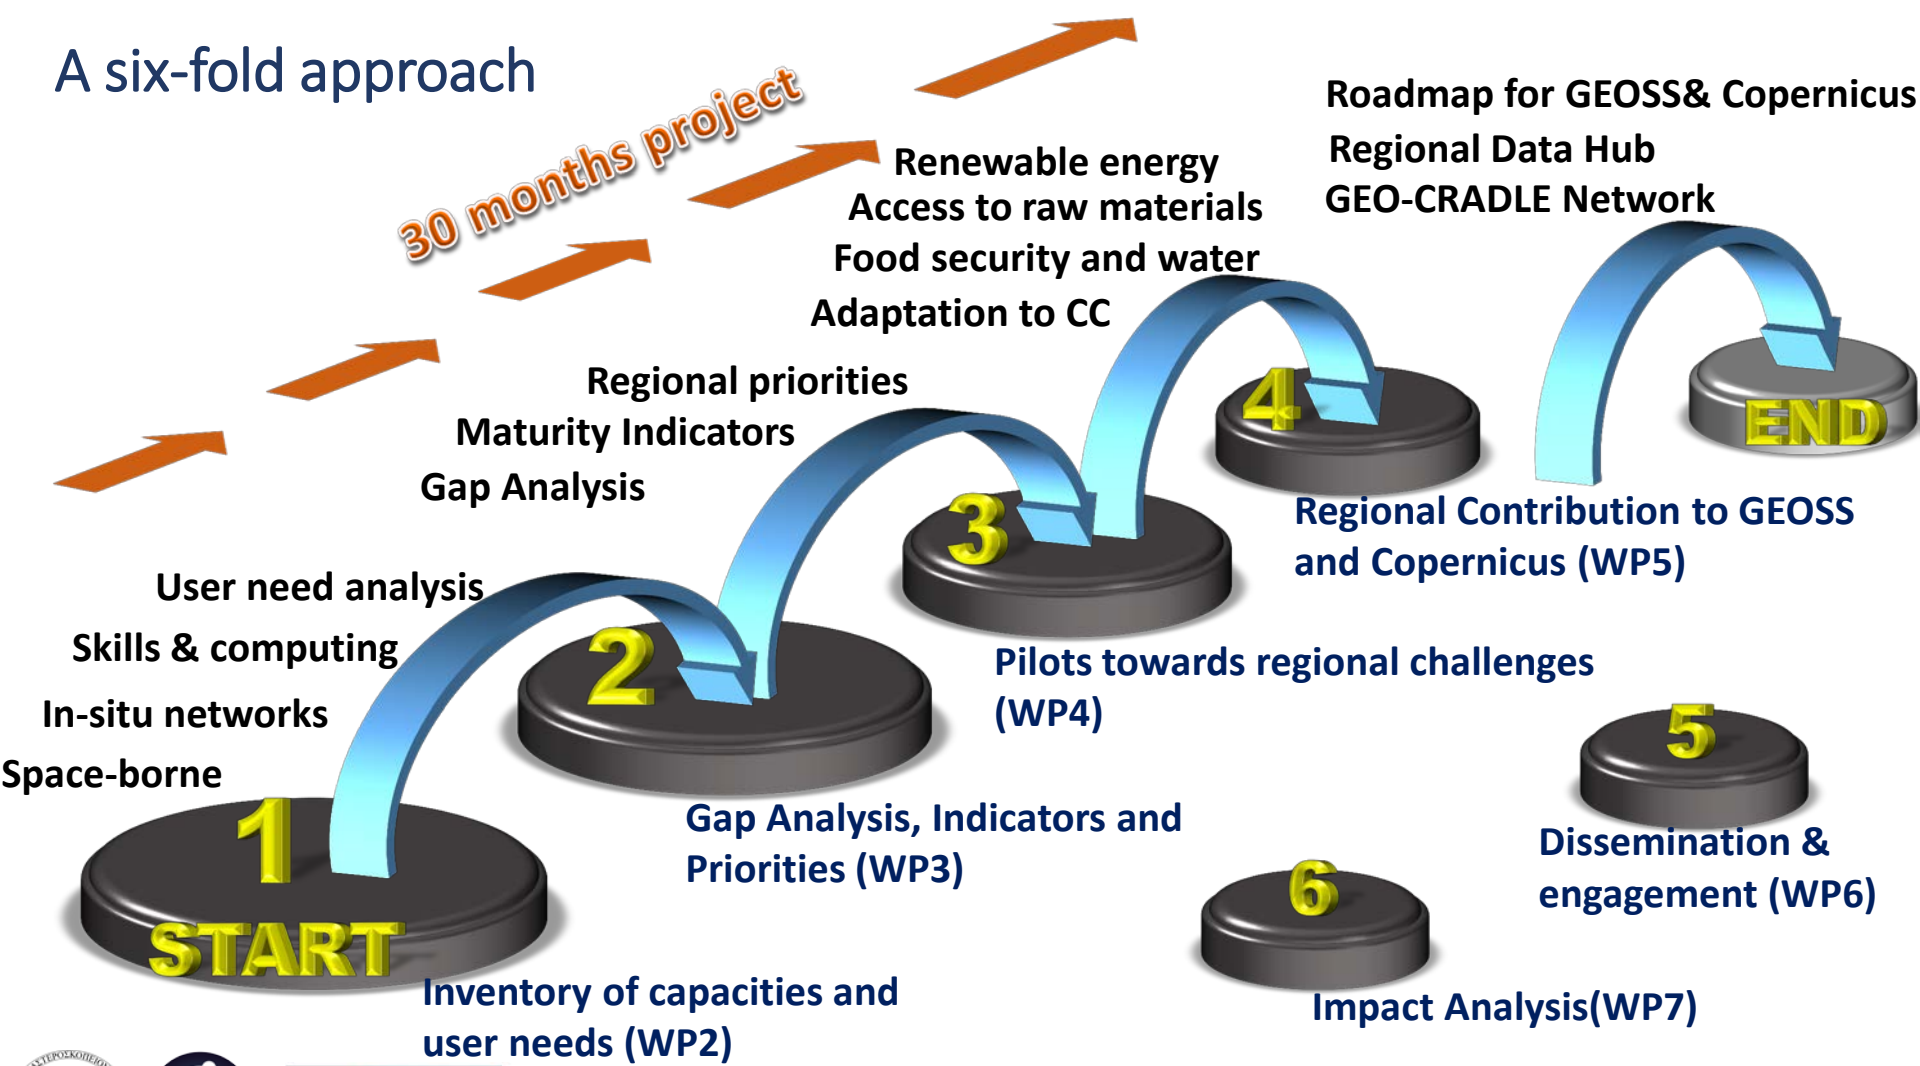 A six-fold approach
30 months project
Roadmap for GEOSS& Copernicus
Regional Data Hub
GEO-CRADLE Network
Renewable energy
Access to raw materials
Food security and water
Adaptation to CC
Regional priorities
Maturity Indicators
Gap Analysis
User need analysis
Skills & computing
In-situ networks
Space-borne
1
START
2
3
4
END
Regional Contribution to GEOSS
and Copernicus (WP5)
Pilots towards regional challenges
(WP4)
Gap Analysis, Indicators and
Priorities (WP3)
Inventory of capacities and
user needs (WP2)
5
Dissemination &
engagement (WP6)
6
Impact Analysis(WP7)